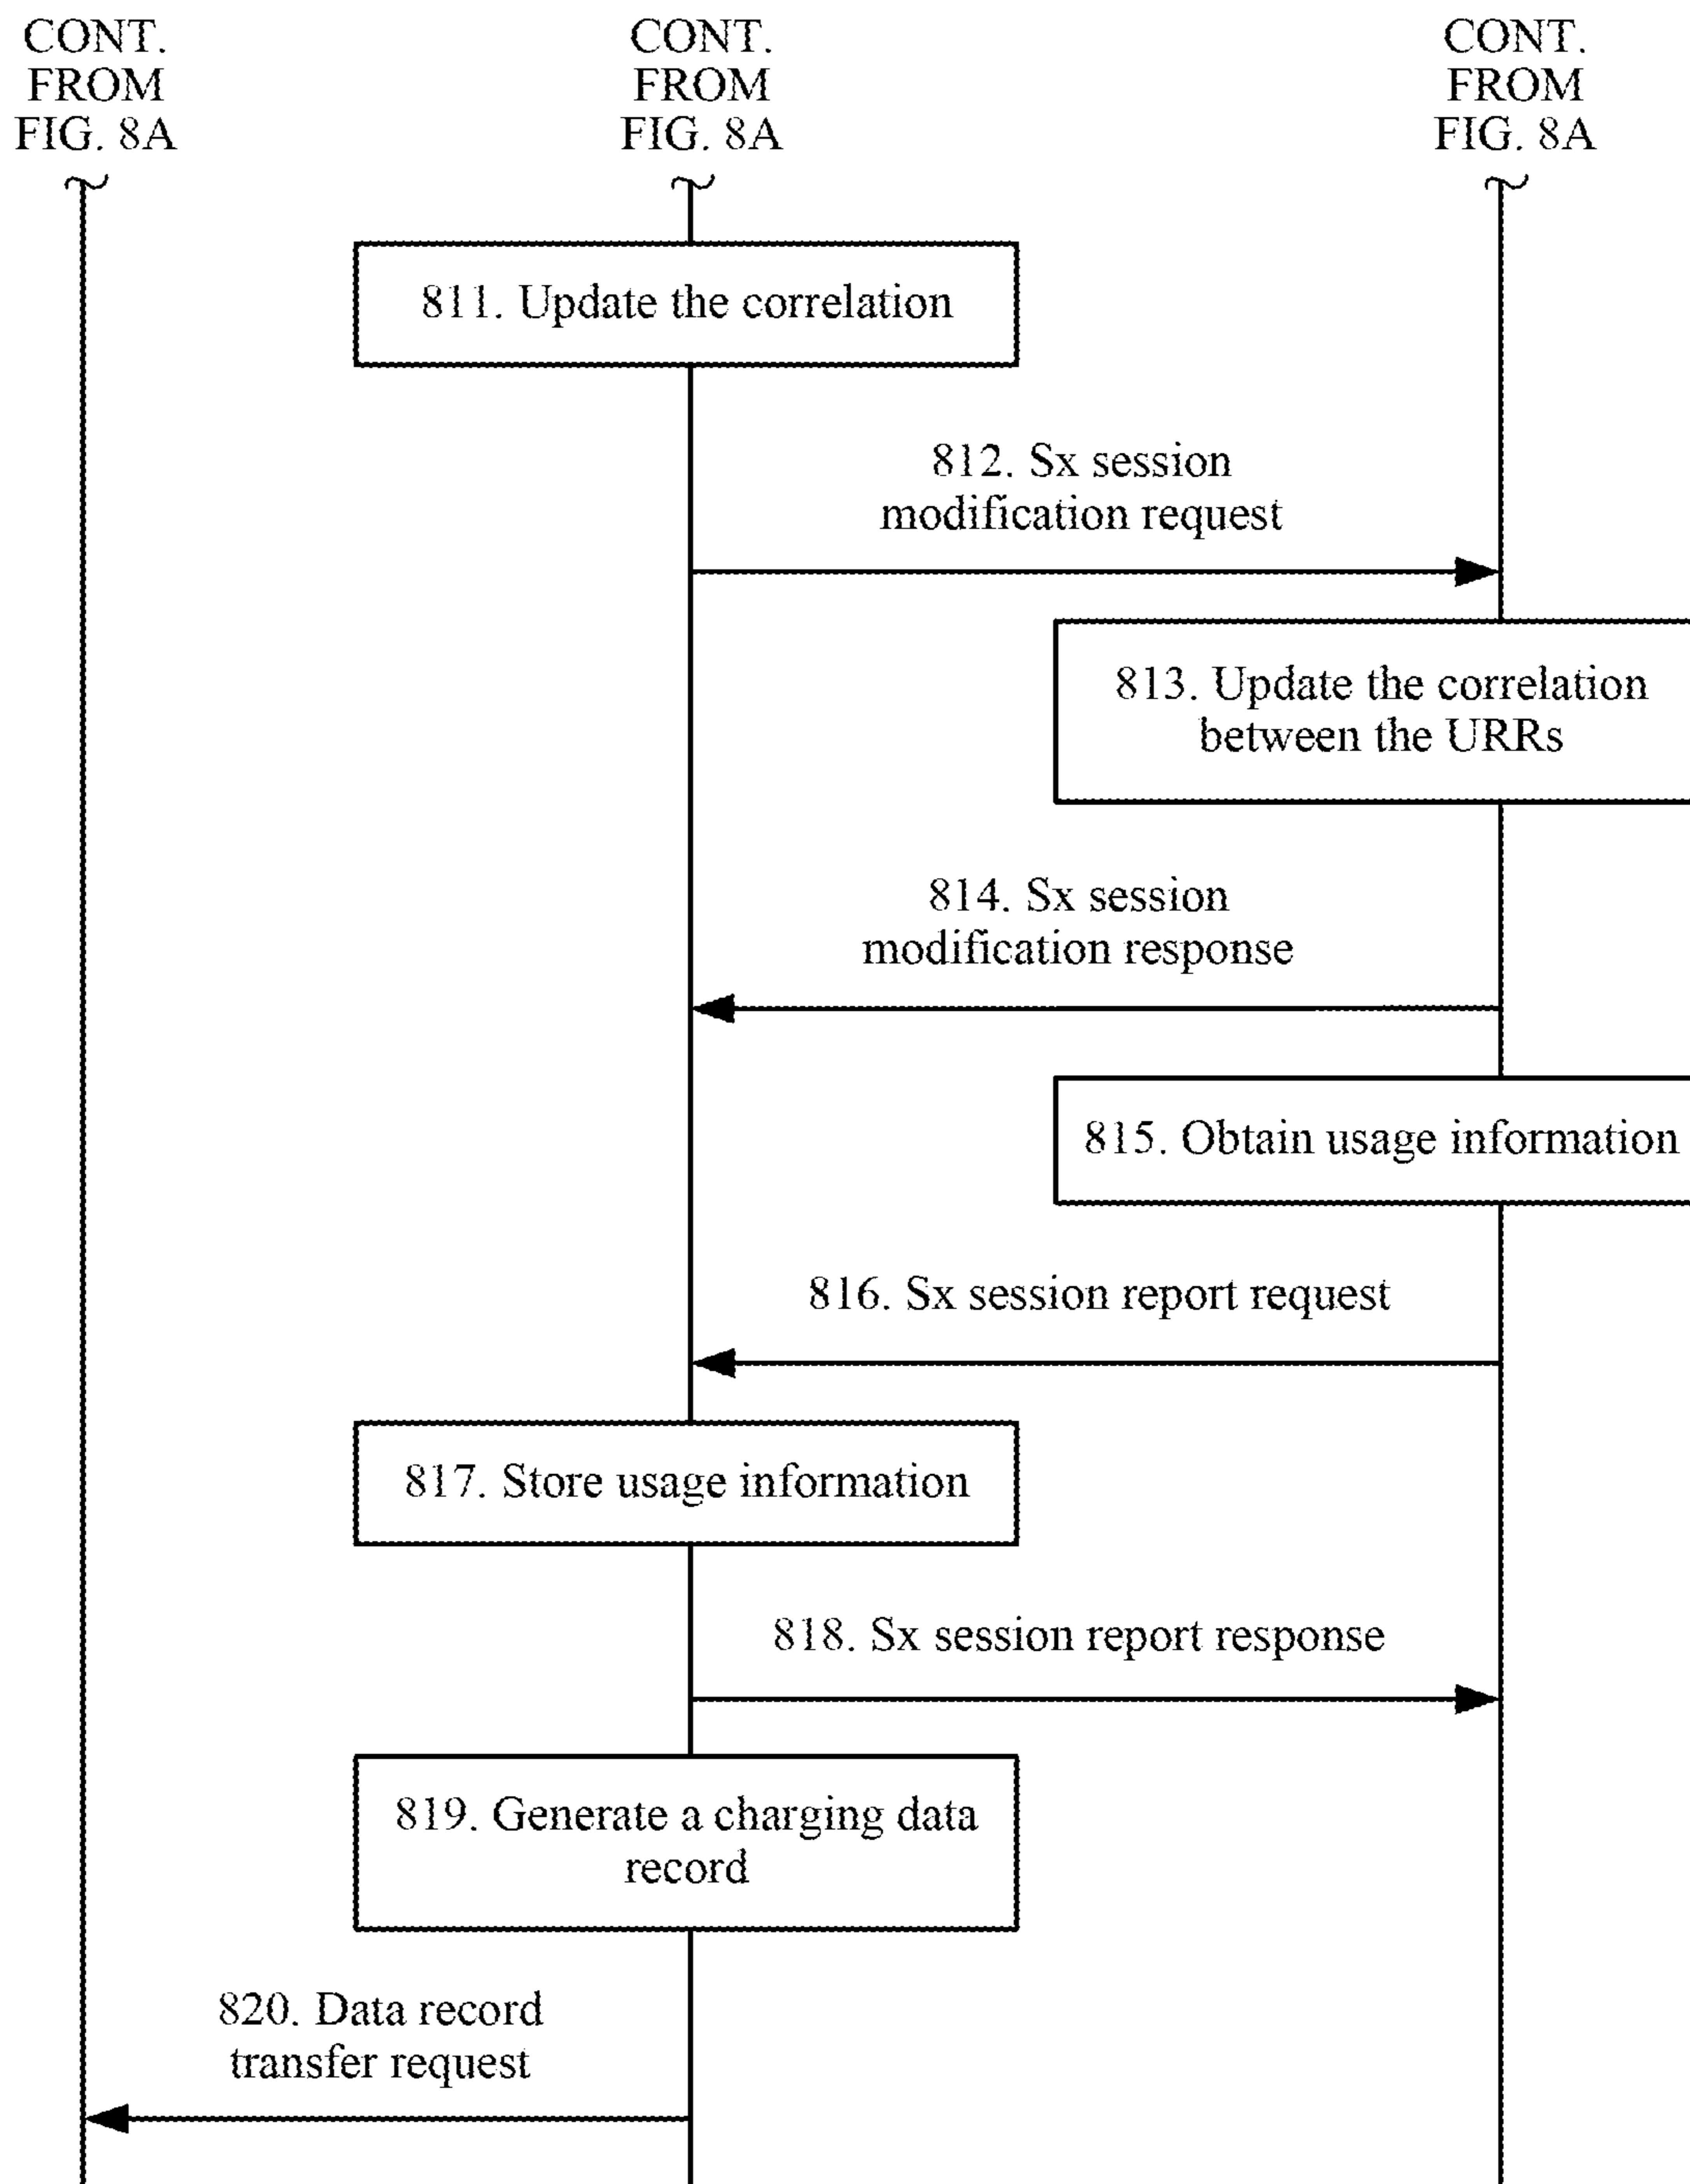 CONT.
FROM
FIG. 8A
CONT.
FROM
FIG. 8A
CONT.
FROM
FIG. 8A
811. Update the correlation
812. Sx session
modification request
813. Update the correlation
between the URRs
814. Sx session
modification response
815. Obtain usage information
816. Sx session report request
817. Store usage information
818. Sx session report response
819. Generate a charging data
record
820. Data record
transfer request